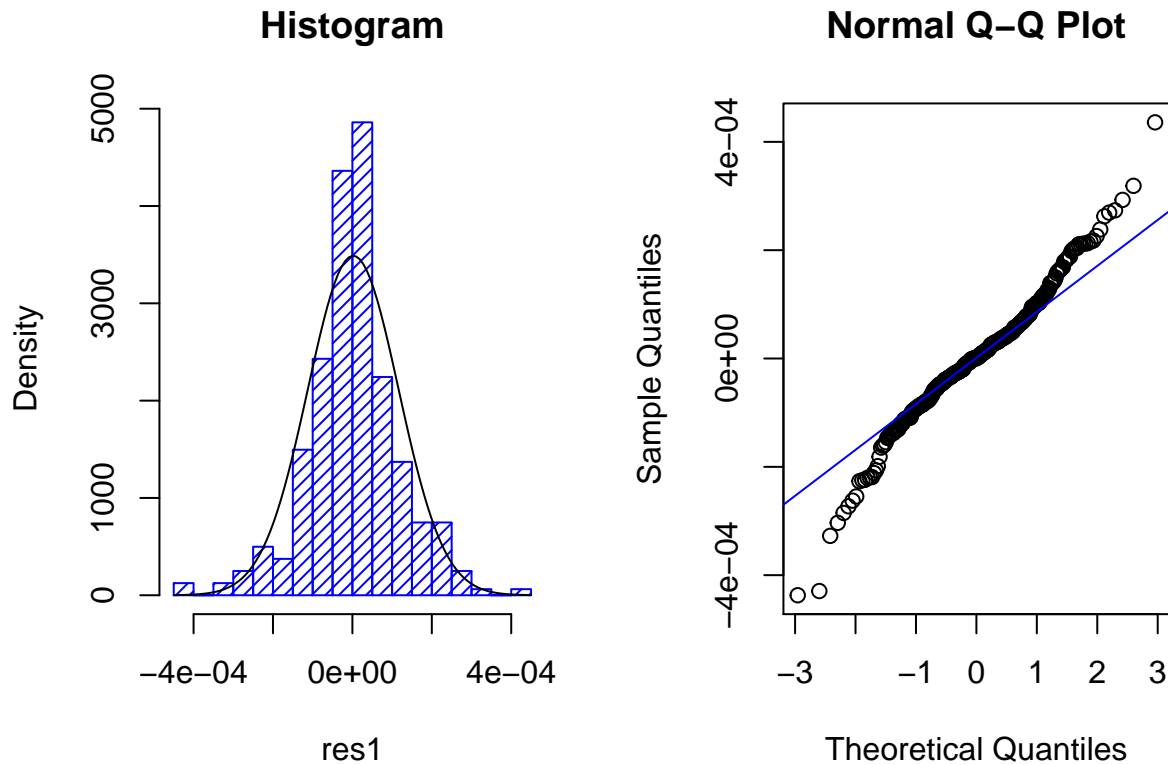 Histogram
Density
0
1000
3000
5000
−4e−04
0e+00
4e−04
res1
Normal Q−Q Plot
Sample Quantiles
−4e−04
0e+00
4e−04
−3
−1
0
1
2
3
Theoretical Quantiles